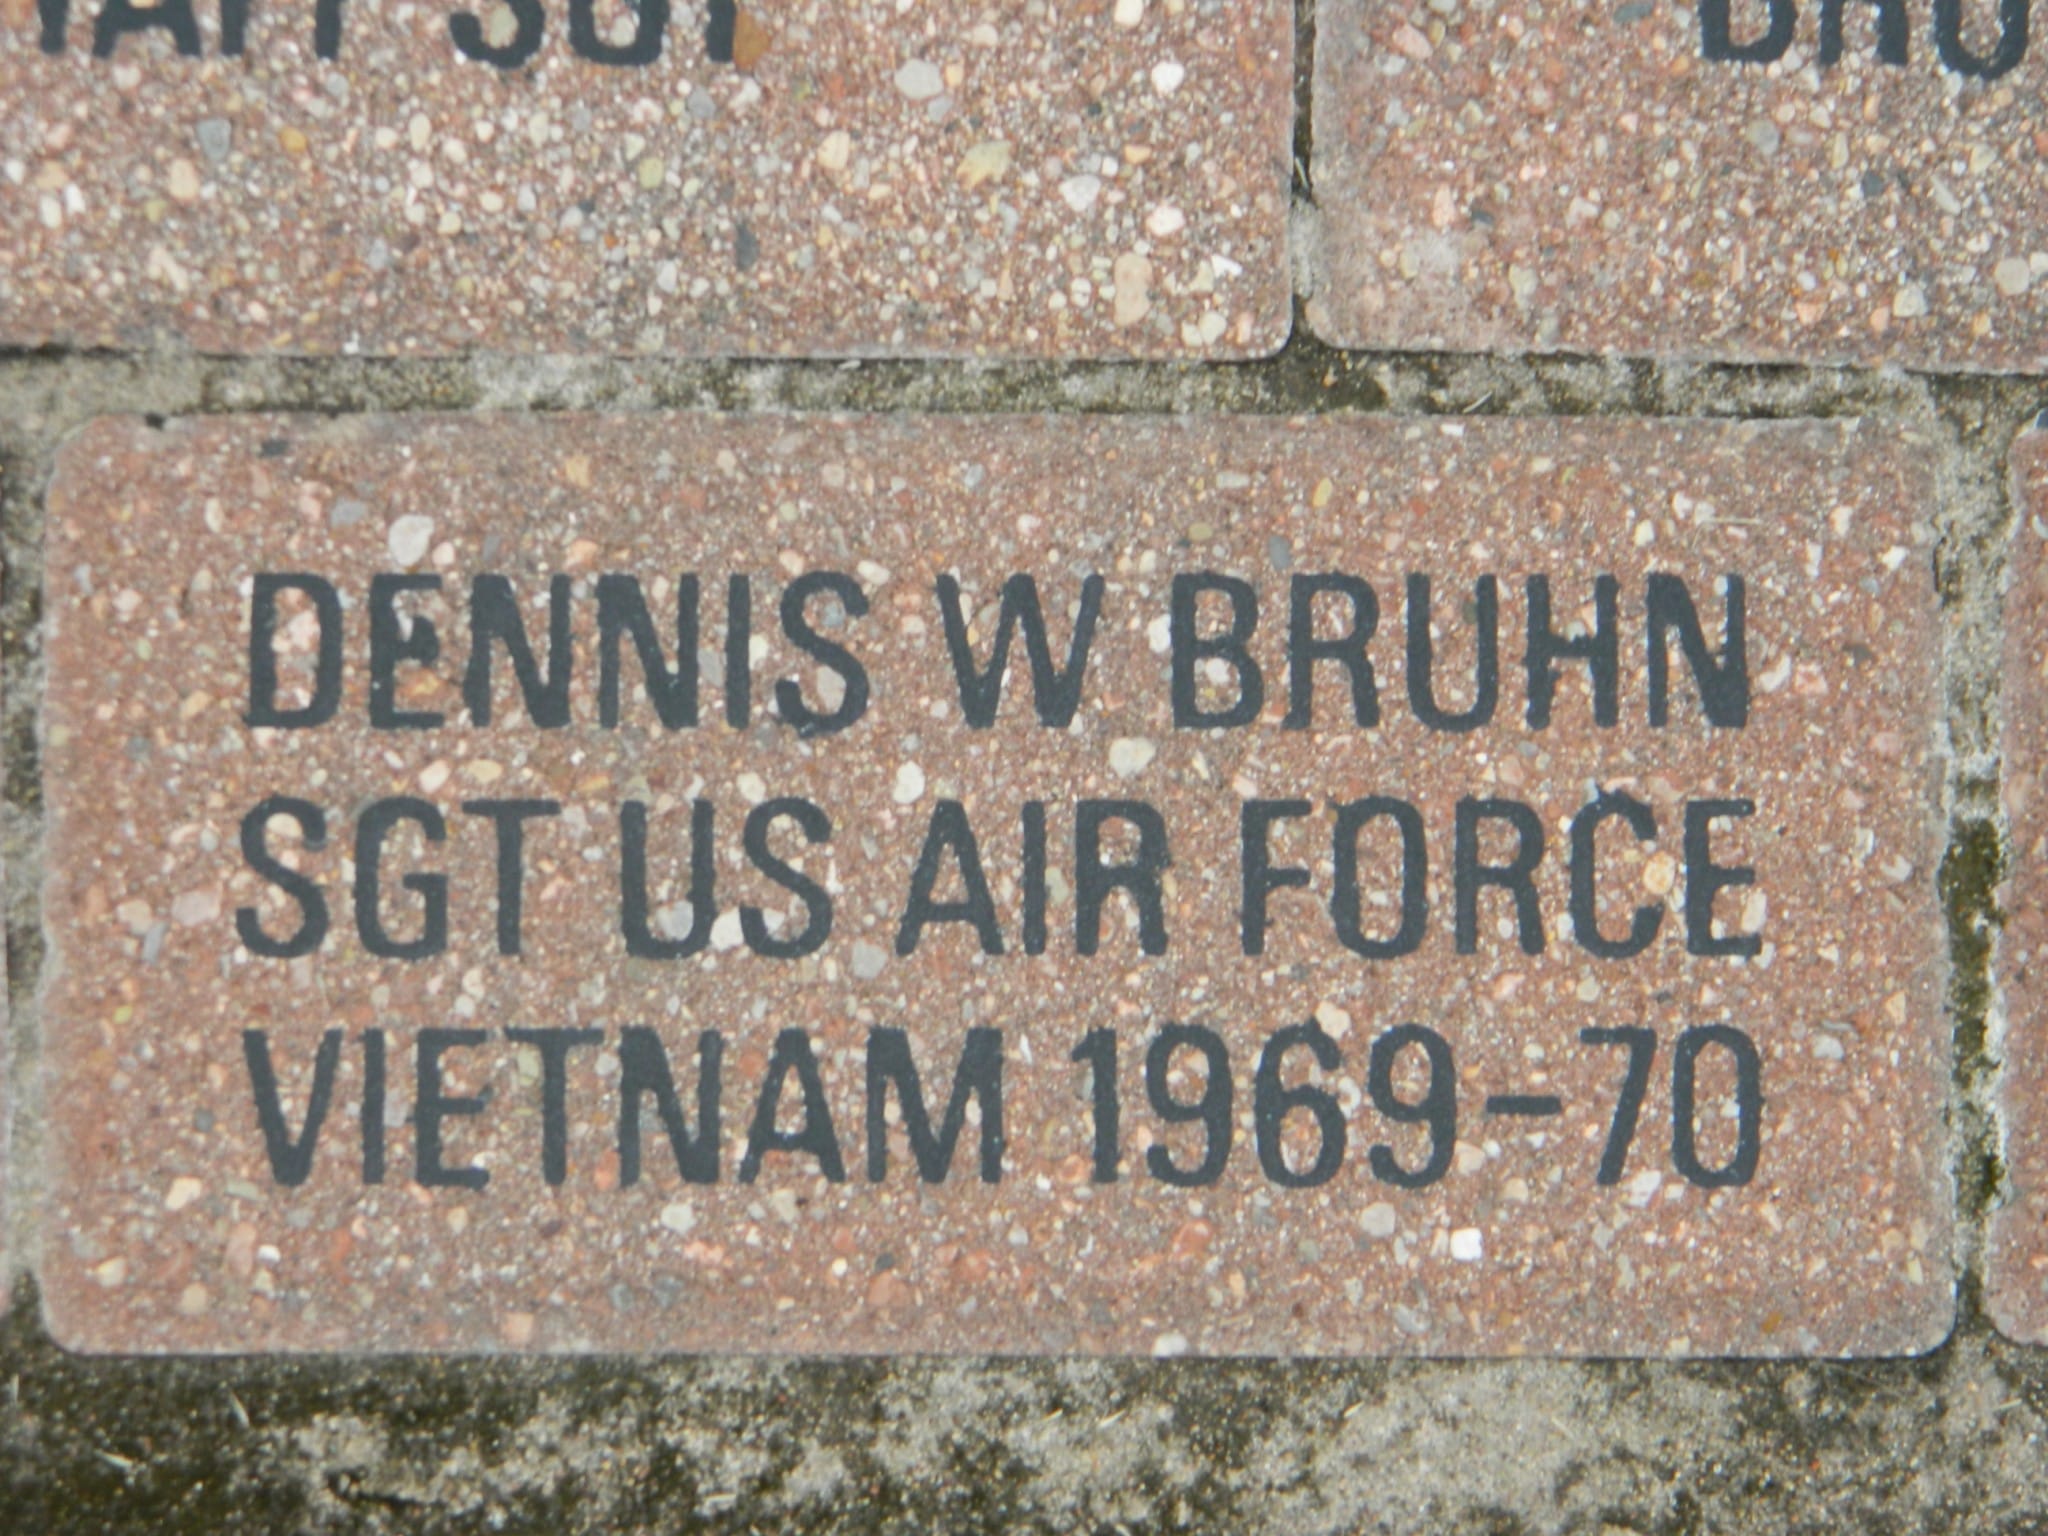 DENNIS W BRUHN
SGT US AIR FORCE
VIETNAM 1969-70